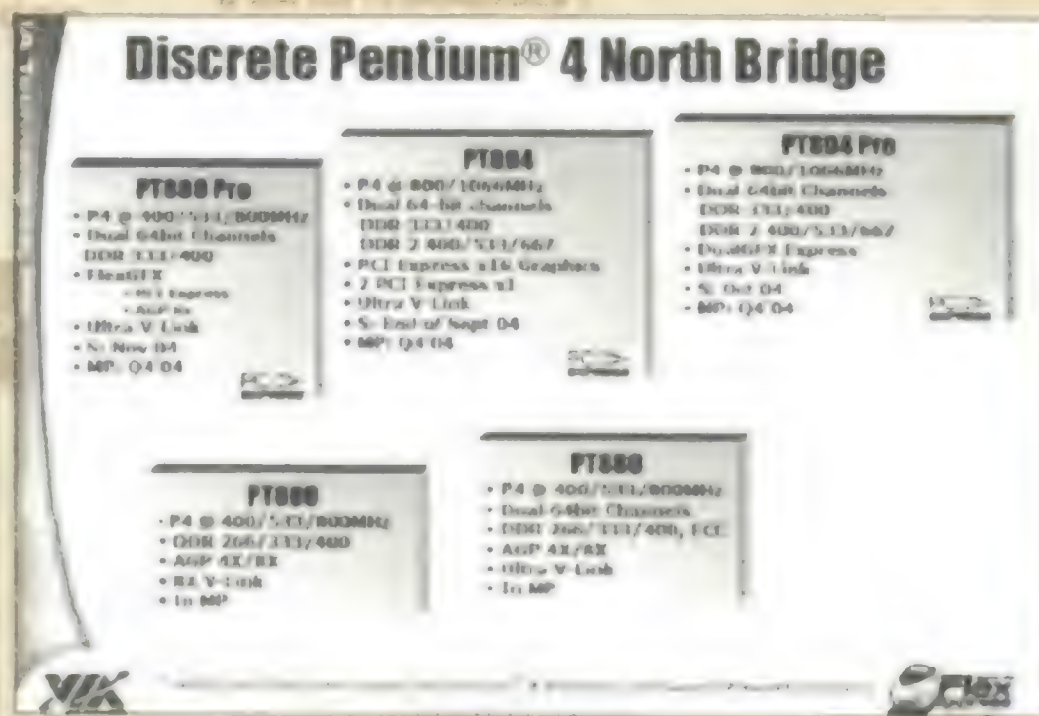 Discrete Pentium® 4 North Bridge
PT880 Pro
• P4 @ 400/533/800MHz
• Dual 64bit Channels
DDR 333/400
• FlexGFX
• PCI Express
• AGP 8x
• Ultra V-Link
• S: Nov 04
• MP: Q4 04
PT894
• P4 @ 800/1066MHz
• Dual 64-bit channels
DDR 333/400
DDR 2 400/533/667
• PCI Express x16 Graphics
• 2 PCI Express x1
• Ultra V-Link
• S: End of Sept 04
• MP: Q4 04
PT894 Pro
• P4 @ 800/1066MHz
• Dual 64bit Channels
DDR 333/400
DDR 2 400/533/667
• DualGFX Express
• Ultra V-Link
• S: Oct 04
• MP: Q4 04
• P4 @ 400/533/800MHz
• DDR 266/333/400
• AGP 4X/8X
• 8X V-Link
• In MP
PT880
• P4 @ 400/533/800MHz
• Dual 64bit Channels
• DDR 266/333/400, ECC
• AGP 4X/8X
• Ultra V-Link
• In MP
VIA
Flex